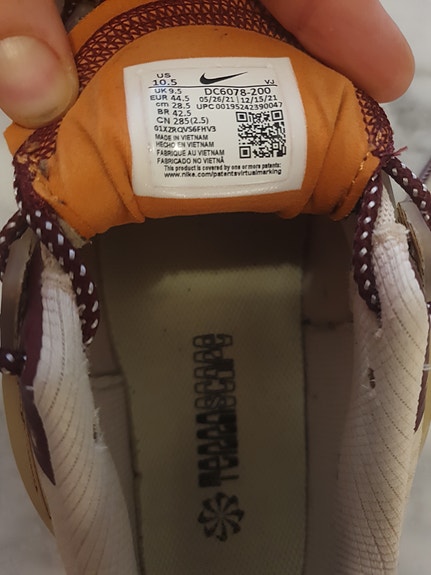 US
10.5
VJ
UK 9.5
DC6078-200
EUR 44.5
05/26/21 | 12/15/21
cm 28.5
UPC 00195242390047
BR 42.5
CN 285(2.5)
01XZRQVS6FHV3
MADE IN VIETNAM
HECHO EN VIETNAM
FABRIQUÉ AU VIETNAM
FABRICADO NO VIETNÃ
This product is covered by one or more patents:
www.nike.com/patentsvirtualmarking